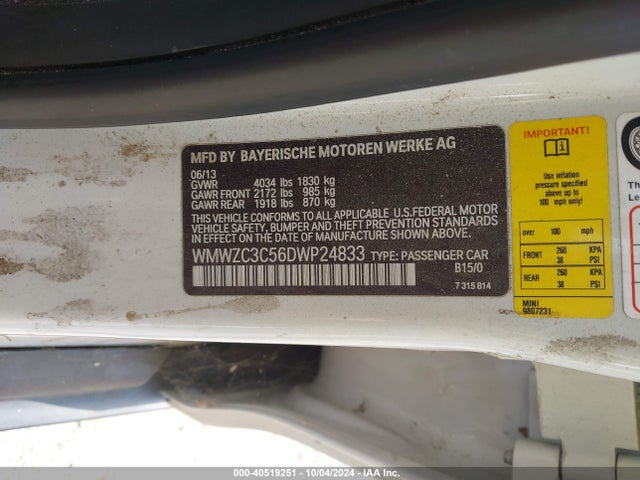 MFD BY BAYERISCHE MOTOREN WERKE AG
06/13
GVWR 4034 lbs 1830 kg
GAWR FRONT 2172 lbs 985 kg
GAWR REAR 1918 lbs 870 kg
THIS VEHICLE CONFORMS TO ALL APPLICABLE U.S.FEDERAL MOTOR
VEHICLE SAFETY, BUMPER, AND THEFT PREVENTION STANDARDS
IN EFFECT ON THE DATE OF MANUFACTURE SHOWN ABOVE.
WMWZC3C56DWP24833 TYPE: PASSENGER CAR
B15/0
7 315 814
IMPORTANT!
Use inflation
pressure specified
above for up to
100 mph only!
over 100 mph
FRONT 260 KPA
38 PSI
REAR 260 KPA
38 PSI
MINI
9807231
000-40519251 - 10/04/2024 - IAA Inc.